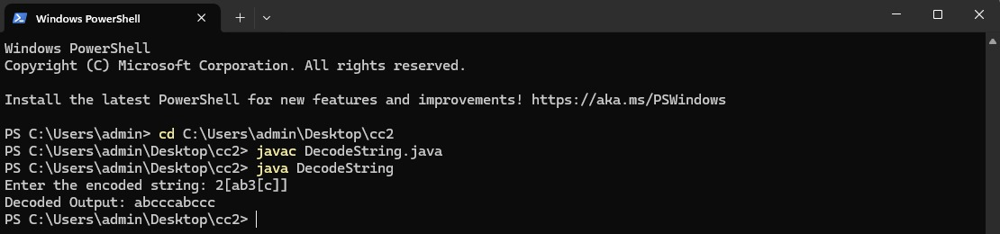 Windows PowerShell
Windows PowerShell
Copyright (C) Microsoft Corporation. All rights reserved.
Install the latest PowerShell for new features and improvements! https://aka.ms/PSWindows
PS C:\Users\admin> cd C:\Users\admin\Desktop\cc2
PS C:\Users\admin\Desktop\cc2> javac DecodeString.java
PS C:\Users\admin\Desktop\cc2> java DecodeString
Enter the encoded string: 2[ab3[c]]
Decoded Output: abcccabccc
PS C:\Users\admin\Desktop\cc2>